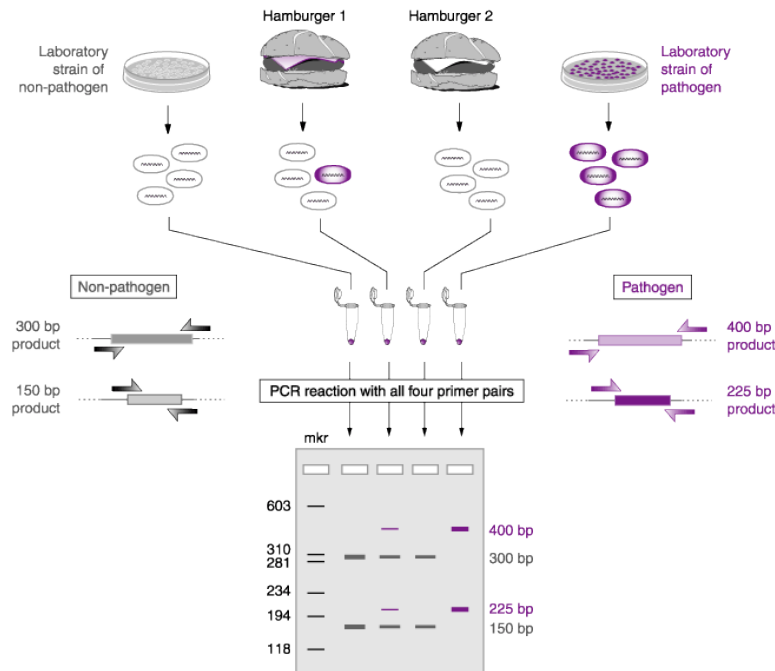 Hamburger 1
Hamburger 2
Laboratory
strain of
non-pathogen
Laboratory
strain of
pathogen
Non-pathogen
Pathogen
300 bp
product
400 bp
product
150 bp
product
225 bp
product
PCR reaction with all four primer pairs
mkr
603
400 bp
310
300 bp
281
234
225 bp
194
150 bp
118